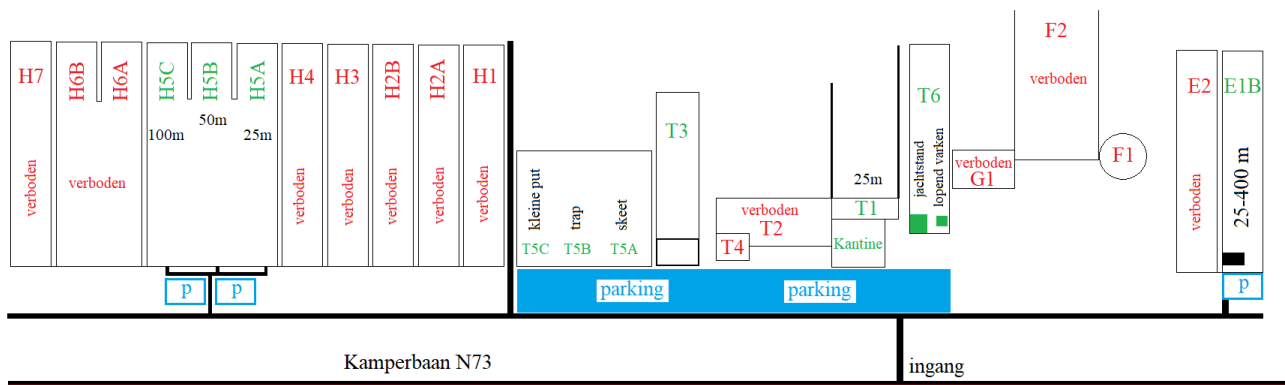 H7
H6B
H6A
H5C
H5B
H5A
H4
H3
H2B
H2A
H1
100m
50m
25m
verboden
verboden
verboden
verboden
verboden
verboden
verboden
p
p
kleine put
trap
skeet
T5C
T5B
T5A
T3
verboden
T2
T4
25m
T1
Kantine
T6
jachtstand
lopend varken
verboden
G1
F2
verboden
F1
E2
verboden
E1B
25-400 m
p
parking
parking
Kamperbaan N73
ingang